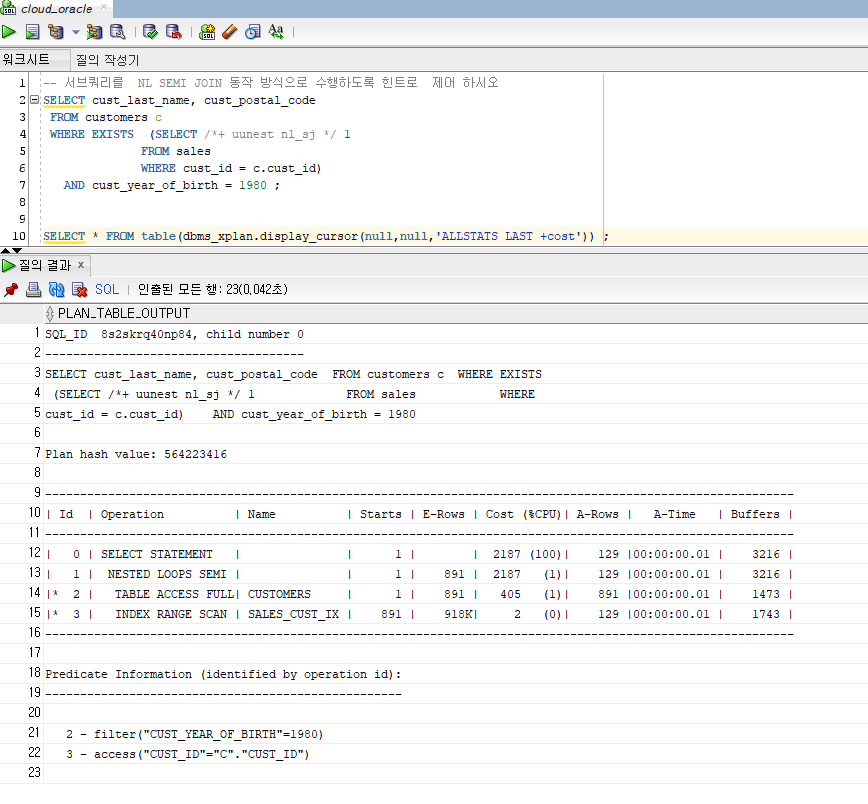 cloud_oracle
워크시트 질의 작성기
1 -- 서브쿼리를  NL SEMI JOIN 동작 방식으로 수행하도록 힌트로  제어 하시오
2 SELECT cust_last_name, cust_postal_code
3 FROM customers c
4 WHERE EXISTS  (SELECT /*+ uunest nl_sj */ 1
5 FROM sales
6 WHERE cust_id = c.cust_id)
7 AND cust_year_of_birth = 1980 ;
8
9
10 SELECT * FROM table(dbms_xplan.display_cursor(null,null,'ALLSTATS LAST +cost')) ;
질의 결과 x
SQL | 인출된 모든 행: 23(0,042초)
PLAN_TABLE_OUTPUT
1 SQL_ID  8s2skrq40np84, child number 0
2 -------------------------------------
3 SELECT cust_last_name, cust_postal_code  FROM customers c  WHERE EXISTS
4 (SELECT /*+ uunest nl_sj */ 1             FROM sales            WHERE
5 cust_id = c.cust_id)    AND cust_year_of_birth = 1980
6
7 Plan hash value: 564223416
8
9 -----------------------------------------------------------------------------------------------------------
10 | Id  | Operation          | Name          | Starts | E-Rows | Cost (%CPU)| A-Rows |   A-Time   | Buffers |
11 -----------------------------------------------------------------------------------------------------------
12 |   0 | SELECT STATEMENT   |               |      1 |        |  2187 (100)|    129 |00:00:00.01 |    3216 |
13 |   1 |  NESTED LOOPS SEMI |               |      1 |    891 |  2187   (1)|    129 |00:00:00.01 |    3216 |
14 |*  2 |   TABLE ACCESS FULL| CUSTOMERS     |      1 |    891 |   405   (1)|    891 |00:00:00.01 |    1473 |
15 |*  3 |   INDEX RANGE SCAN | SALES_CUST_IX |    891 |    918K|     2   (0)|    129 |00:00:00.01 |    1743 |
16 -----------------------------------------------------------------------------------------------------------
17
18 Predicate Information (identified by operation id):
19 ---------------------------------------------------
20
21 2 - filter("CUST_YEAR_OF_BIRTH"=1980)
22 3 - access("CUST_ID"="C"."CUST_ID")
23